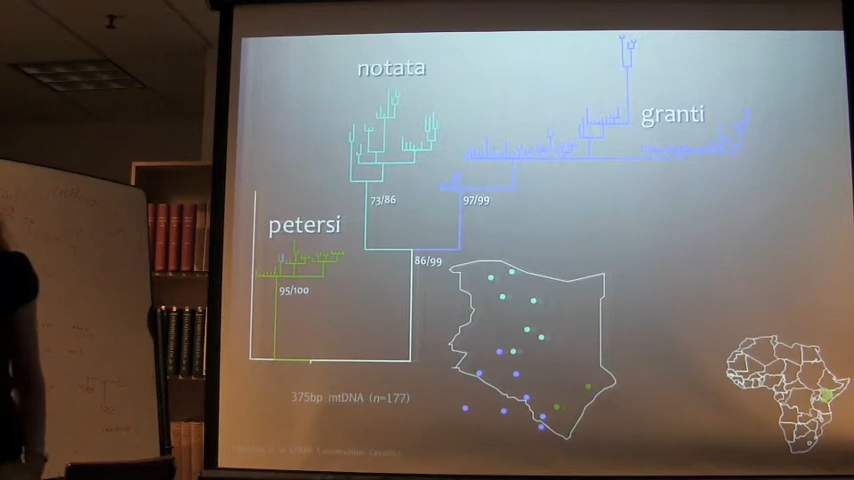 notata
granti
73/86
97/99
petersi
86/99
95/100
375bp mtDNA (n=177)